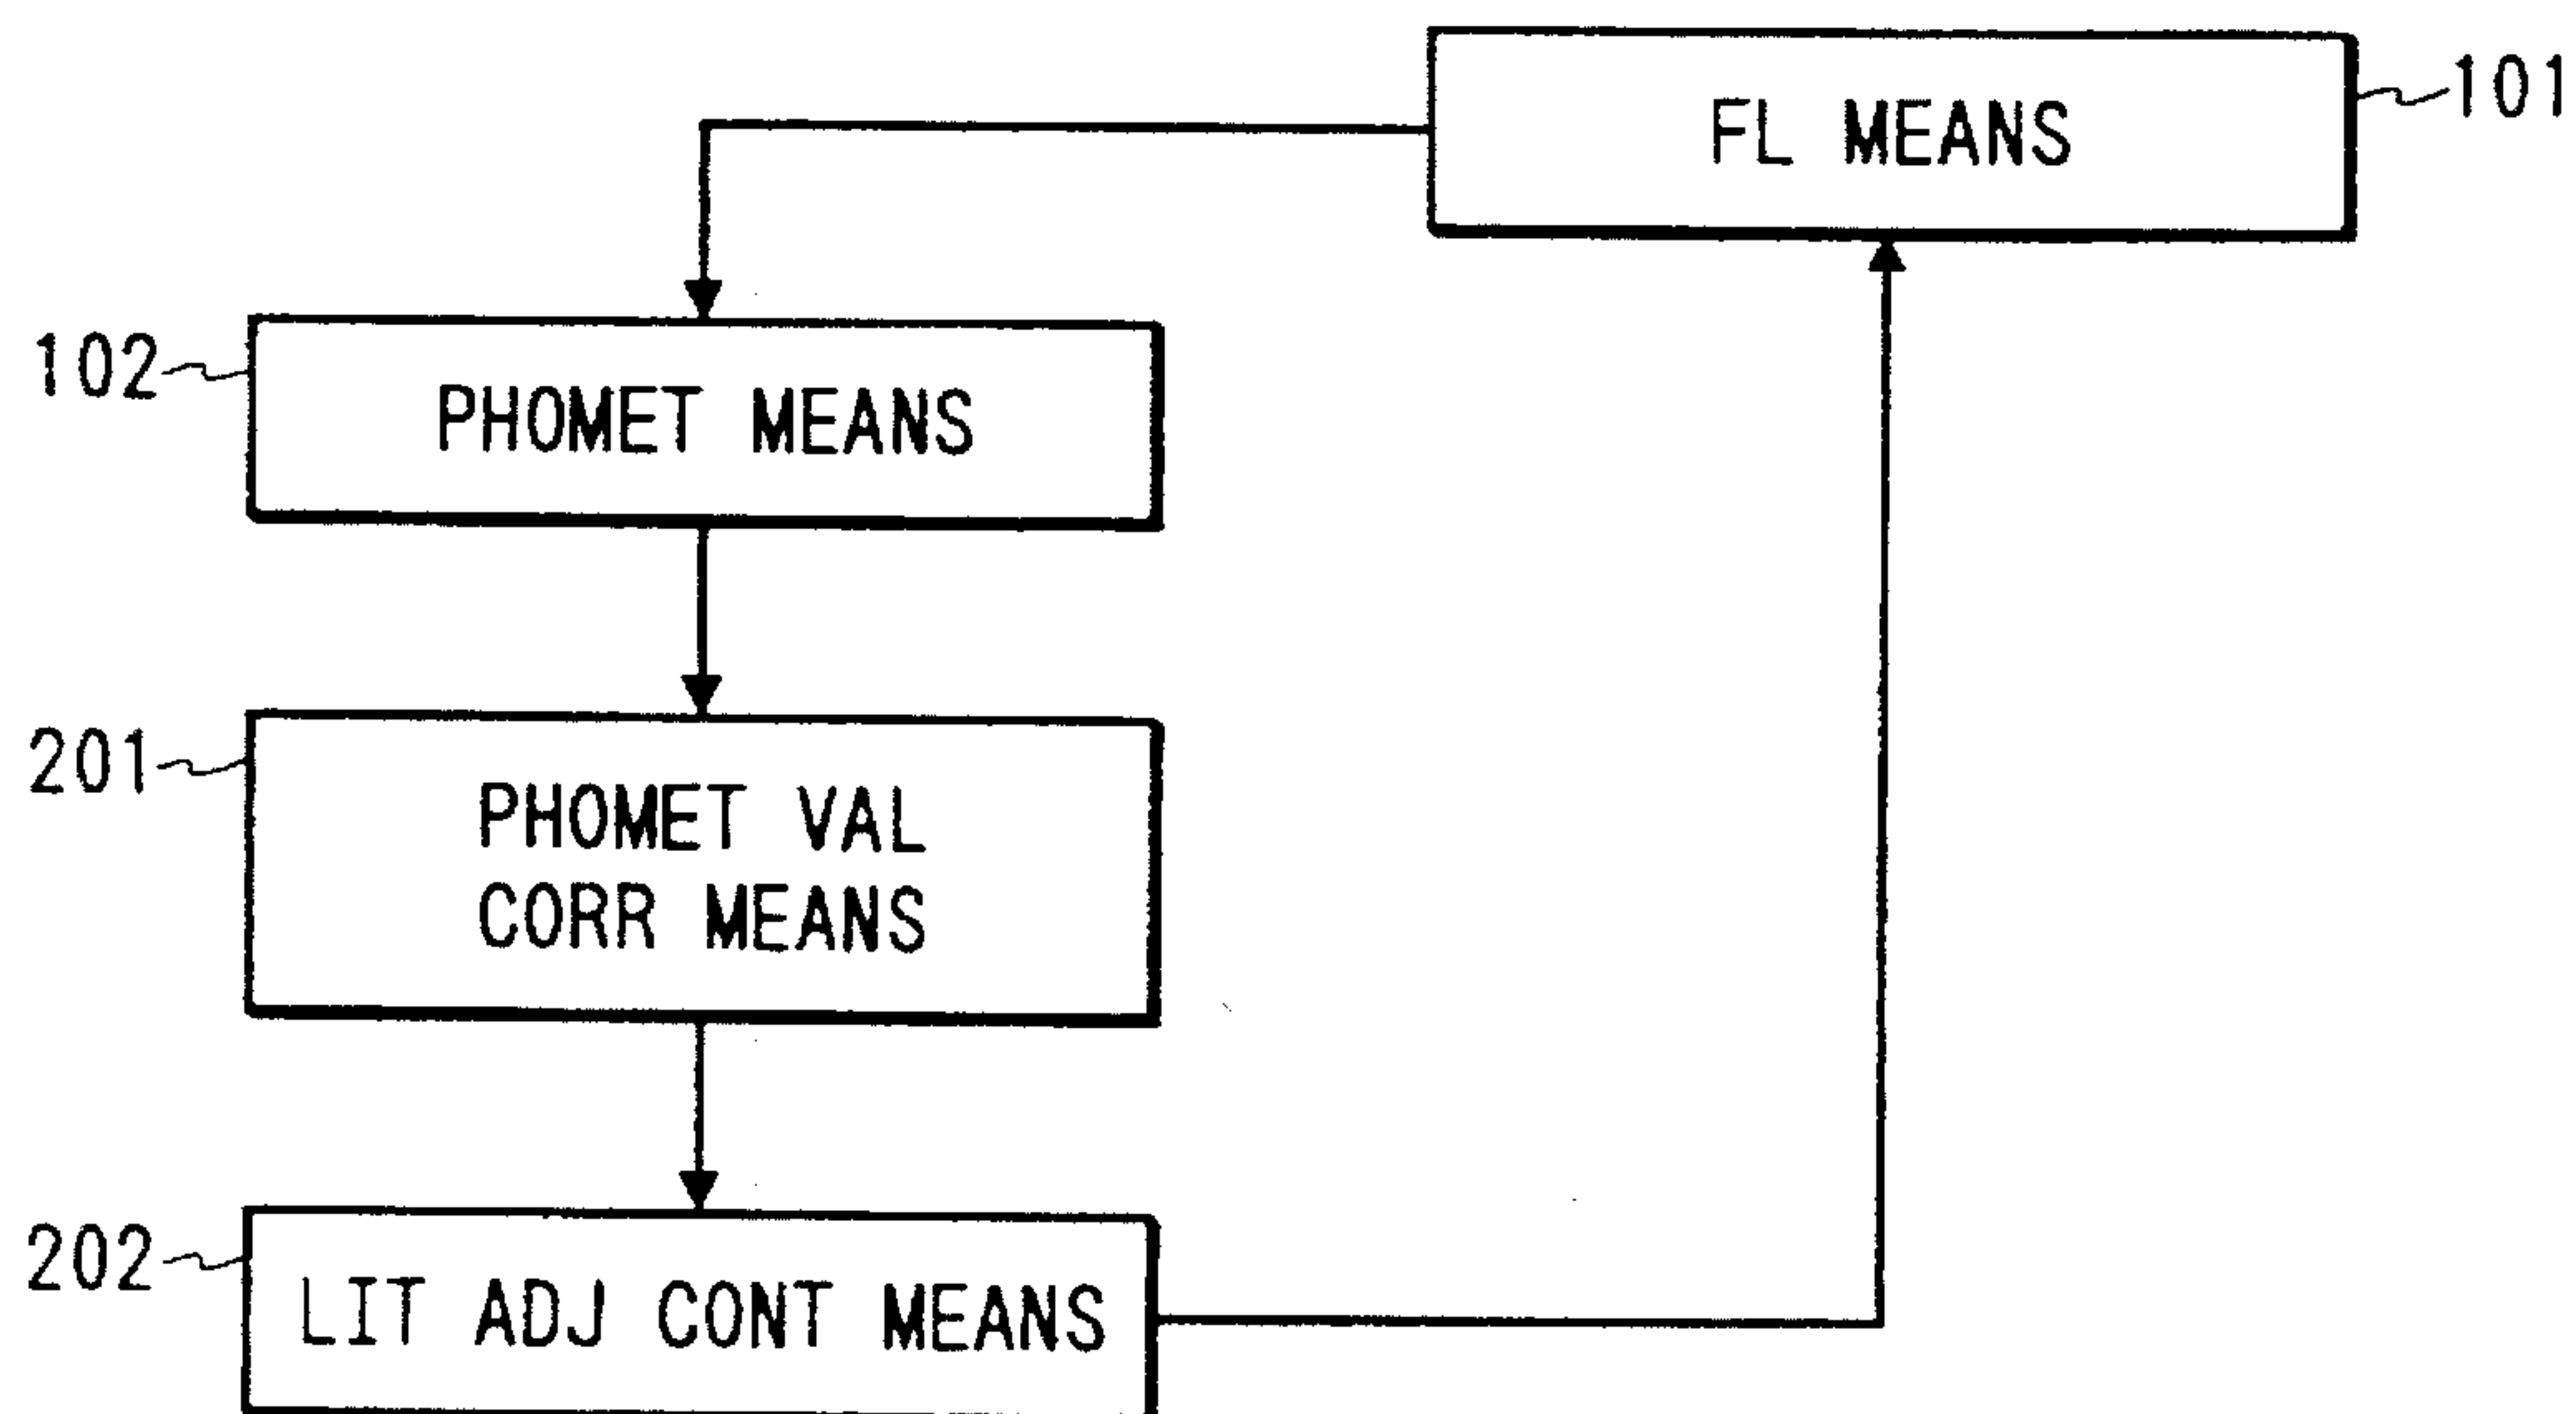 FL MEANS
101
102
PHOMET MEANS
201
PHOMET VAL
CORR MEANS
202
LIT ADJ CONT MEANS